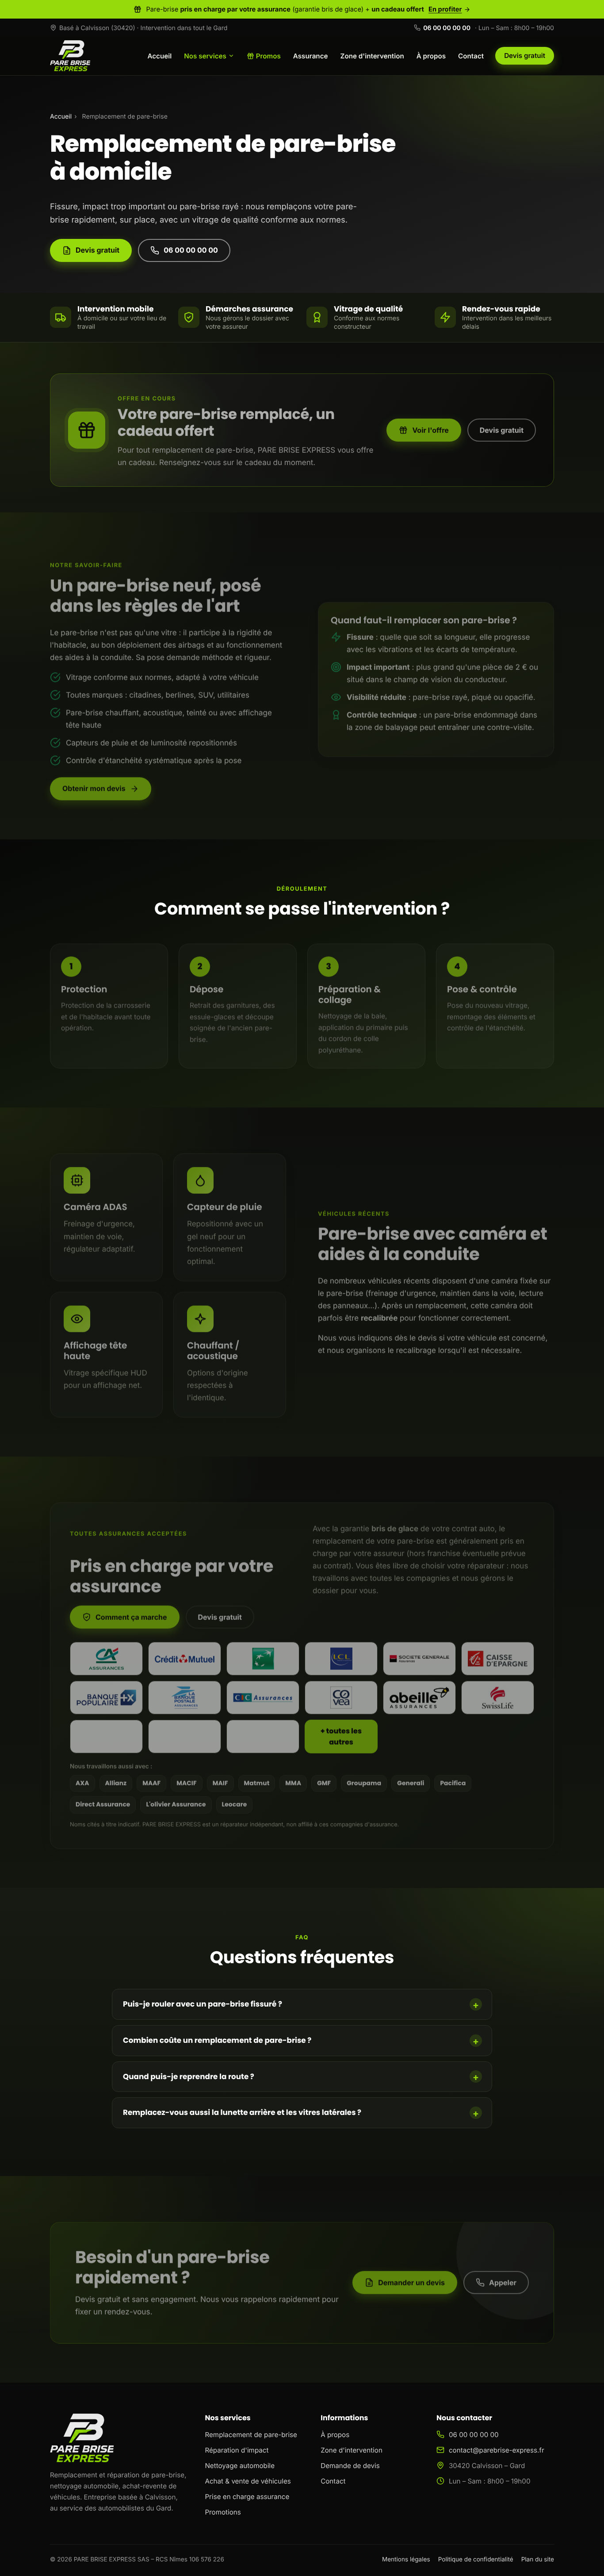 Pare-brise pris en charge par votre assurance (garantie bris de glace) + un cadeau offert En profiter →
Basé à Calvisson (30420) · Intervention dans tout le Gard
06 00 00 00 00 · Lun – Sam : 8h00 – 19h00
PARE BRISE
EXPRESS
Accueil
Nos services
Promos
Assurance
Zone d'intervention
À propos
Contact
Devis gratuit
Accueil › Remplacement de pare-brise
Remplacement de pare-brise
à domicile
Fissure, impact trop important ou pare-brise rayé : nous remplaçons votre pare-
brise rapidement, sur place, avec un vitrage de qualité conforme aux normes.
Devis gratuit
06 00 00 00 00
Intervention mobile
À domicile ou sur votre lieu de
travail
Démarches assurance
Nous gérons le dossier avec
votre assureur
Vitrage de qualité
Conforme aux normes
constructeur
Rendez-vous rapide
Intervention dans les meilleurs
délais
OFFRE EN COURS
Votre pare-brise remplacé, un
cadeau offert
Pour tout remplacement de pare-brise, PARE BRISE EXPRESS vous offre
un cadeau. Renseignez-vous sur le cadeau du moment.
Voir l'offre
Devis gratuit
NOTRE SAVOIR-FAIRE
Un pare-brise neuf, posé
dans les règles de l'art
Le pare-brise n'est pas qu'une vitre : il participe à la rigidité de
l'habitacle, au bon déploiement des airbags et au fonctionnement
des aides à la conduite. Sa pose demande méthode et rigueur.
Vitrage conforme aux normes, adapté à votre véhicule
Toutes marques : citadines, berlines, SUV, utilitaires
Pare-brise chauffant, acoustique, teinté ou avec affichage
tête haute
Capteurs de pluie et de luminosité repositionnés
Contrôle d'étanchéité systématique après la pose
Obtenir mon devis →
Quand faut-il remplacer son pare-brise ?
Fissure : quelle que soit sa longueur, elle progresse
avec les vibrations et les écarts de température.
Impact important : plus grand qu'une pièce de 2 € ou
situé dans le champ de vision du conducteur.
Visibilité réduite : pare-brise rayé, piqué ou opacifié.
Contrôle technique : un pare-brise endommagé dans
la zone de balayage peut entraîner une contre-visite.
DÉROULEMENT
Comment se passe l'intervention ?
1
Protection
Protection de la carrosserie
et de l'habitacle avant toute
opération.
2
Dépose
Retrait des garnitures, des
essuie-glaces et découpe
soignée de l'ancien pare-
brise.
3
Préparation &
collage
Nettoyage de la baie,
application du primaire puis
du cordon de colle
polyuréthane.
4
Pose & contrôle
Pose du nouveau vitrage,
remontage des éléments et
contrôle de l'étanchéité.
Caméra ADAS
Freinage d'urgence,
maintien de voie,
régulateur adaptatif.
Capteur de pluie
Repositionné avec un
gel neuf pour un
fonctionnement
optimal.
Affichage tête
haute
Vitrage spécifique HUD
pour un affichage net.
Chauffant /
acoustique
Options d'origine
respectées à
l'identique.
VÉHICULES RÉCENTS
Pare-brise avec caméra et
aides à la conduite
De nombreux véhicules récents disposent d'une caméra fixée sur
le pare-brise (freinage d'urgence, maintien dans la voie, lecture
des panneaux…). Après un remplacement, cette caméra doit
parfois être recalibrée pour fonctionner correctement.
Nous vous indiquons dès le devis si votre véhicule est concerné,
et nous organisons le recalibrage lorsqu'il est nécessaire.
TOUTES ASSURANCES ACCEPTÉES
Pris en charge par votre
assurance
Avec la garantie bris de glace de votre contrat auto, le
remplacement de votre pare-brise est généralement pris en
charge par votre assureur (hors franchise éventuelle prévue
au contrat). Vous êtes libre de choisir votre réparateur : nous
travaillons avec toutes les compagnies et nous gérons le
dossier pour vous.
Comment ça marche
Devis gratuit
CA ASSURANCES
Crédit Mutuel
LCL
SOCIETE GENERALE
CAISSE D'EPARGNE
BANQUE POPULAIRE
LA BANQUE POSTALE ASSURANCES
CIC Assurances
covéa
abeille ASSURANCES
SwissLife
+ toutes les
autres
Nous travaillons aussi avec :
AXA
Allianz
MAAF
MACIF
MAIF
Matmut
MMA
GMF
Groupama
Generali
Pacifica
Direct Assurance
L'olivier Assurance
Leocare
Noms cités à titre indicatif. PARE BRISE EXPRESS est un réparateur indépendant, non affilié à ces compagnies d'assurance.
FAQ
Questions fréquentes
Puis-je rouler avec un pare-brise fissuré ?
+
Combien coûte un remplacement de pare-brise ?
+
Quand puis-je reprendre la route ?
+
Remplacez-vous aussi la lunette arrière et les vitres latérales ?
+
Besoin d'un pare-brise
rapidement ?
Devis gratuit et sans engagement. Nous vous rappelons rapidement pour
fixer un rendez-vous.
Demander un devis
Appeler
PARE BRISE
EXPRESS
Remplacement et réparation de pare-brise,
nettoyage automobile, achat-revente de
véhicules. Entreprise basée à Calvisson,
au service des automobilistes du Gard.
Nos services
Remplacement de pare-brise
Réparation d'impact
Nettoyage automobile
Achat & vente de véhicules
Prise en charge assurance
Promotions
Informations
À propos
Zone d'intervention
Demande de devis
Contact
Nous contacter
06 00 00 00 00
contact@parebrise-express.fr
30420 Calvisson – Gard
Lun – Sam : 8h00 – 19h00
© 2026 PARE BRISE EXPRESS SAS – RCS Nîmes 106 576 226
Mentions légales
Politique de confidentialité
Plan du site